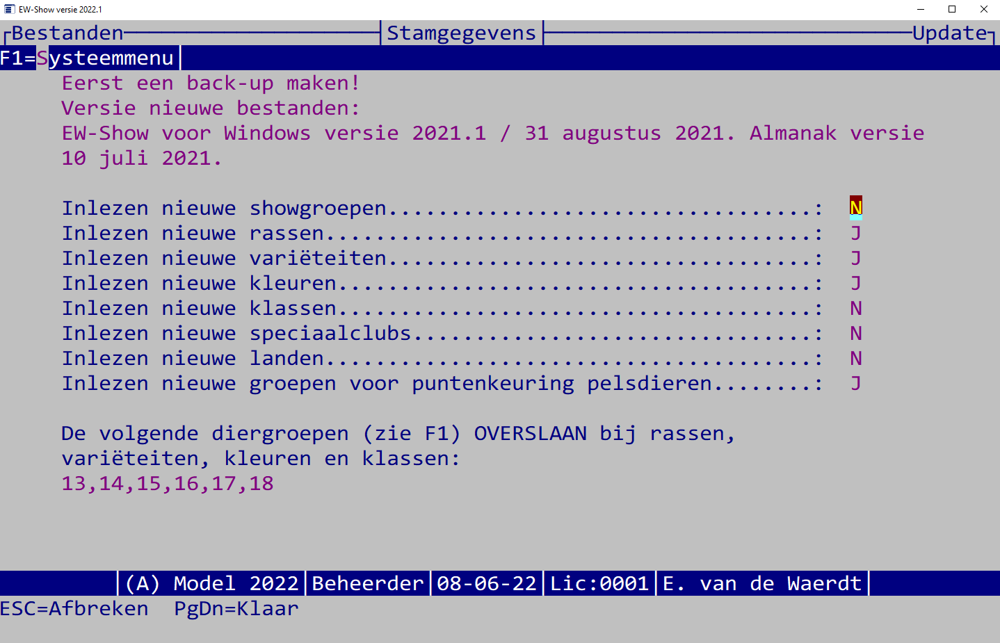 EW-Show versie 2022.1
Bestanden Stamgegevens Update
F1=Systeemmenu
Eerst een back-up maken!
Versie nieuwe bestanden:
EW-Show voor Windows versie 2021.1 / 31 augustus 2021. Almanak versie
10 juli 2021.
Inlezen nieuwe showgroepen..................................: N
Inlezen nieuwe rassen.......................................: J
Inlezen nieuwe variëteiten..................................: J
Inlezen nieuwe kleuren......................................: J
Inlezen nieuwe klassen......................................: N
Inlezen nieuwe speciaalclubs................................: N
Inlezen nieuwe landen.......................................: N
Inlezen nieuwe groepen voor puntenkeuring pelsdieren........: J
De volgende diergroepen (zie F1) OVERSLAAN bij rassen,
variëteiten, kleuren en klassen:
13,14,15,16,17,18
(A) Model 2022 Beheerder 08-06-22 Lic:0001 E. van de Waerdt
ESC=Afbreken PgDn=Klaar